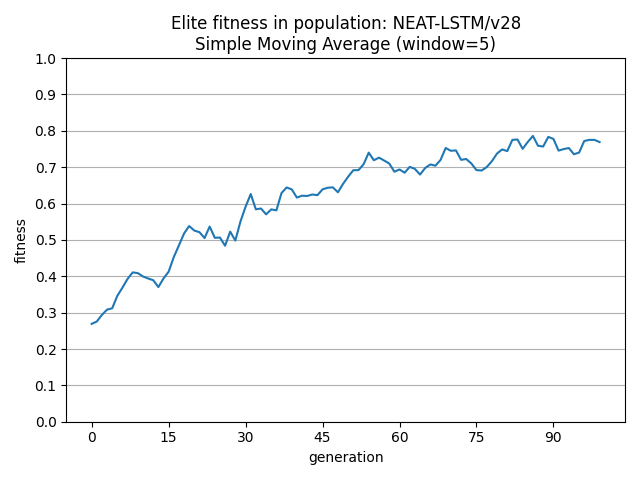 Elite fitness in population: NEAT-LSTM/v28
Simple Moving Average (window=5)
1.0
0.9
0.8
0.7
0.6
0.5
0.4
0.3
0.2
0.1
0.0
fitness
0 15 30 45 60 75 90
generation